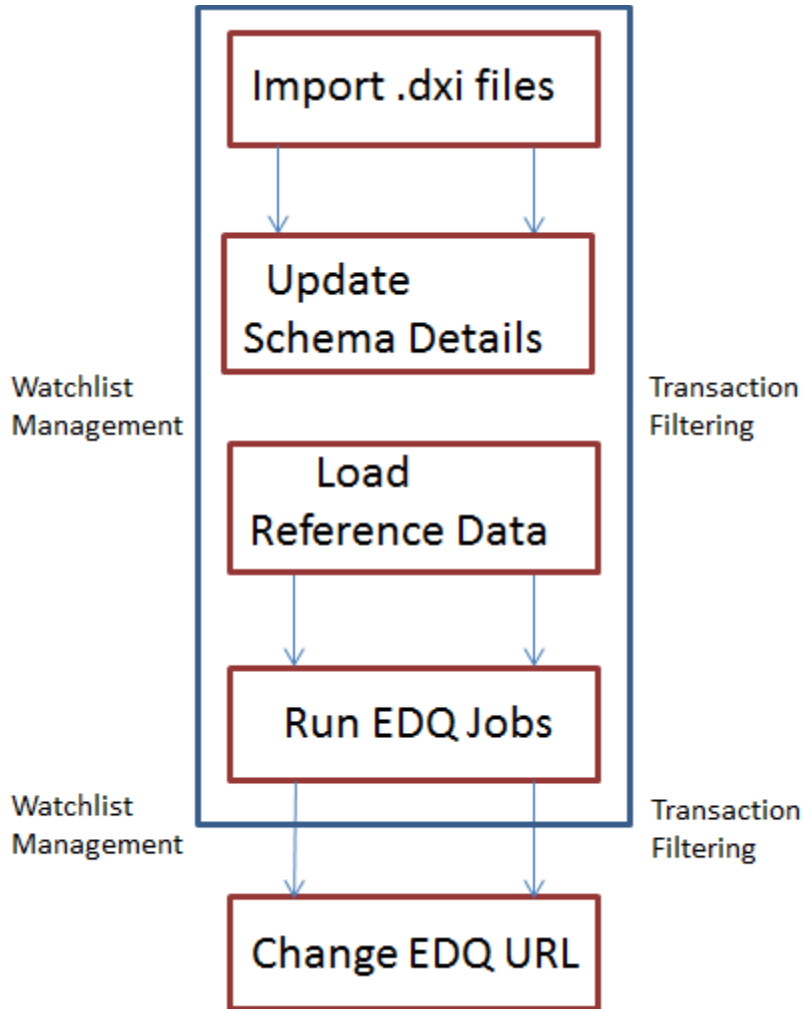 Import .dxi files
Update
Schema Details
Watchlist
Management
Transaction
Filtering
Load
Reference Data
Run EDQ Jobs
Watchlist
Management
Transaction
Filtering
Change EDQ URL